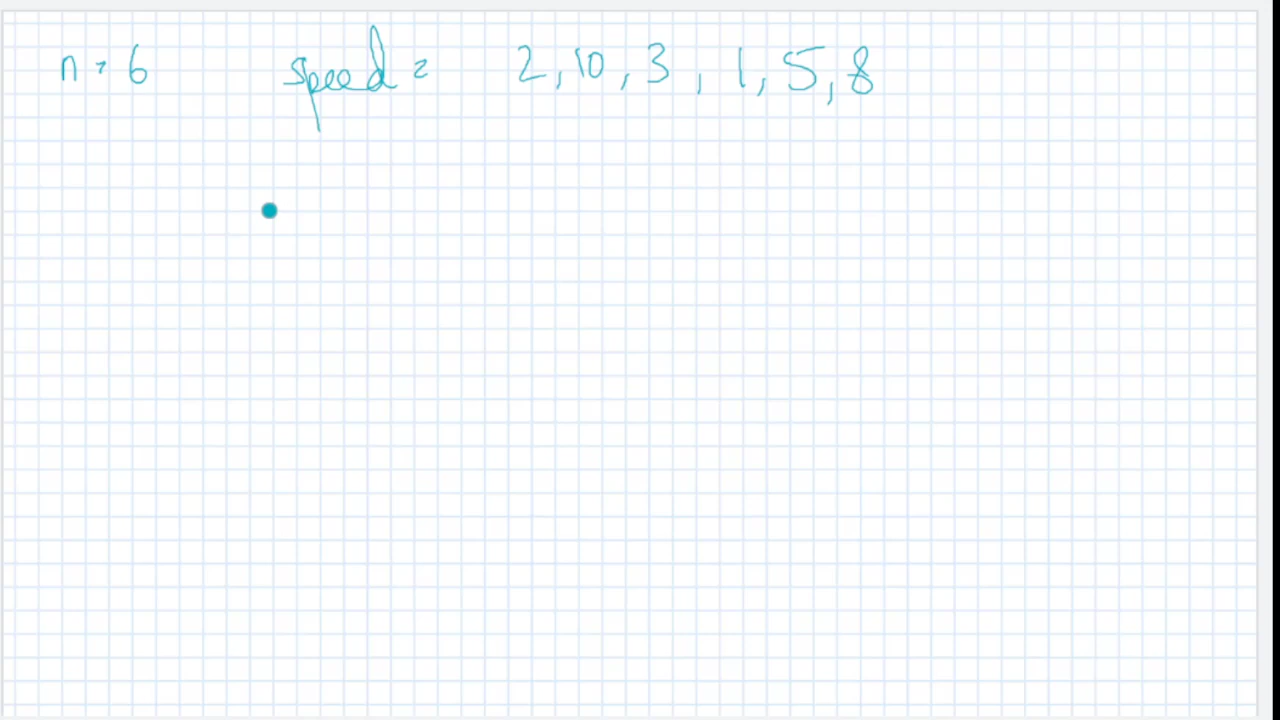 n = 6 speed = 2, 10, 3, 1, 5, 8